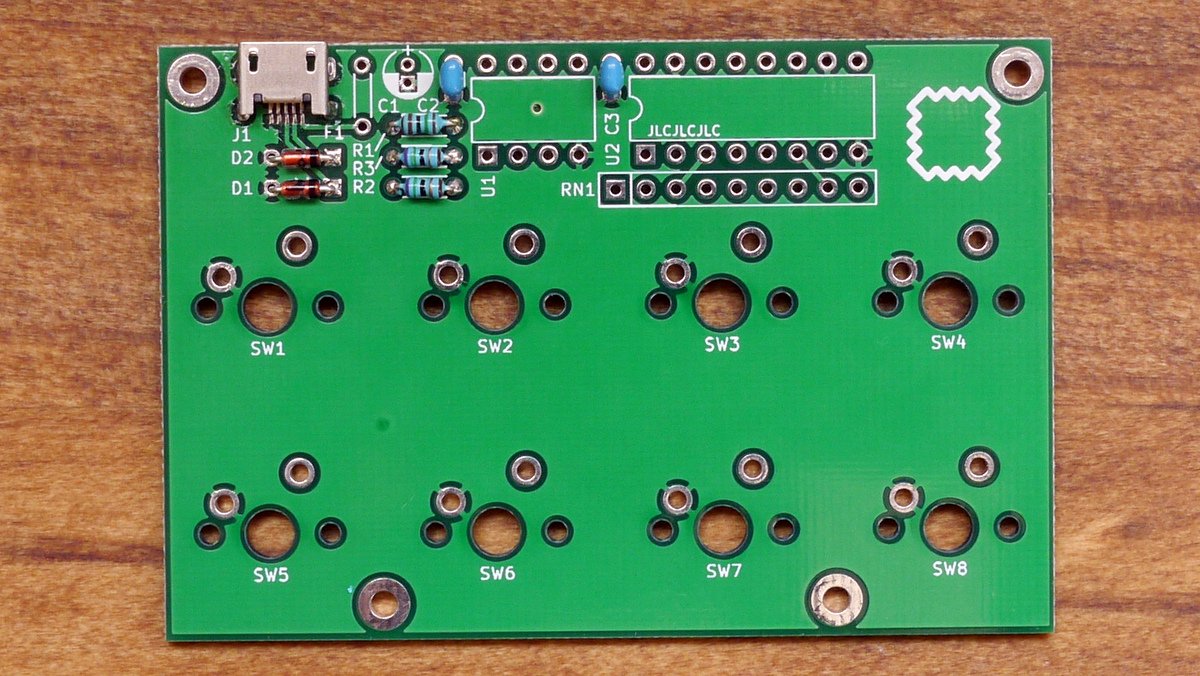 +
C1 C2
J1 F1
D2 R1/
R3
D1 R2
U1
C3
U2
JLCJLCJLC
RN1
SW1 SW2 SW3 SW4
SW5 SW6 SW7 SW8